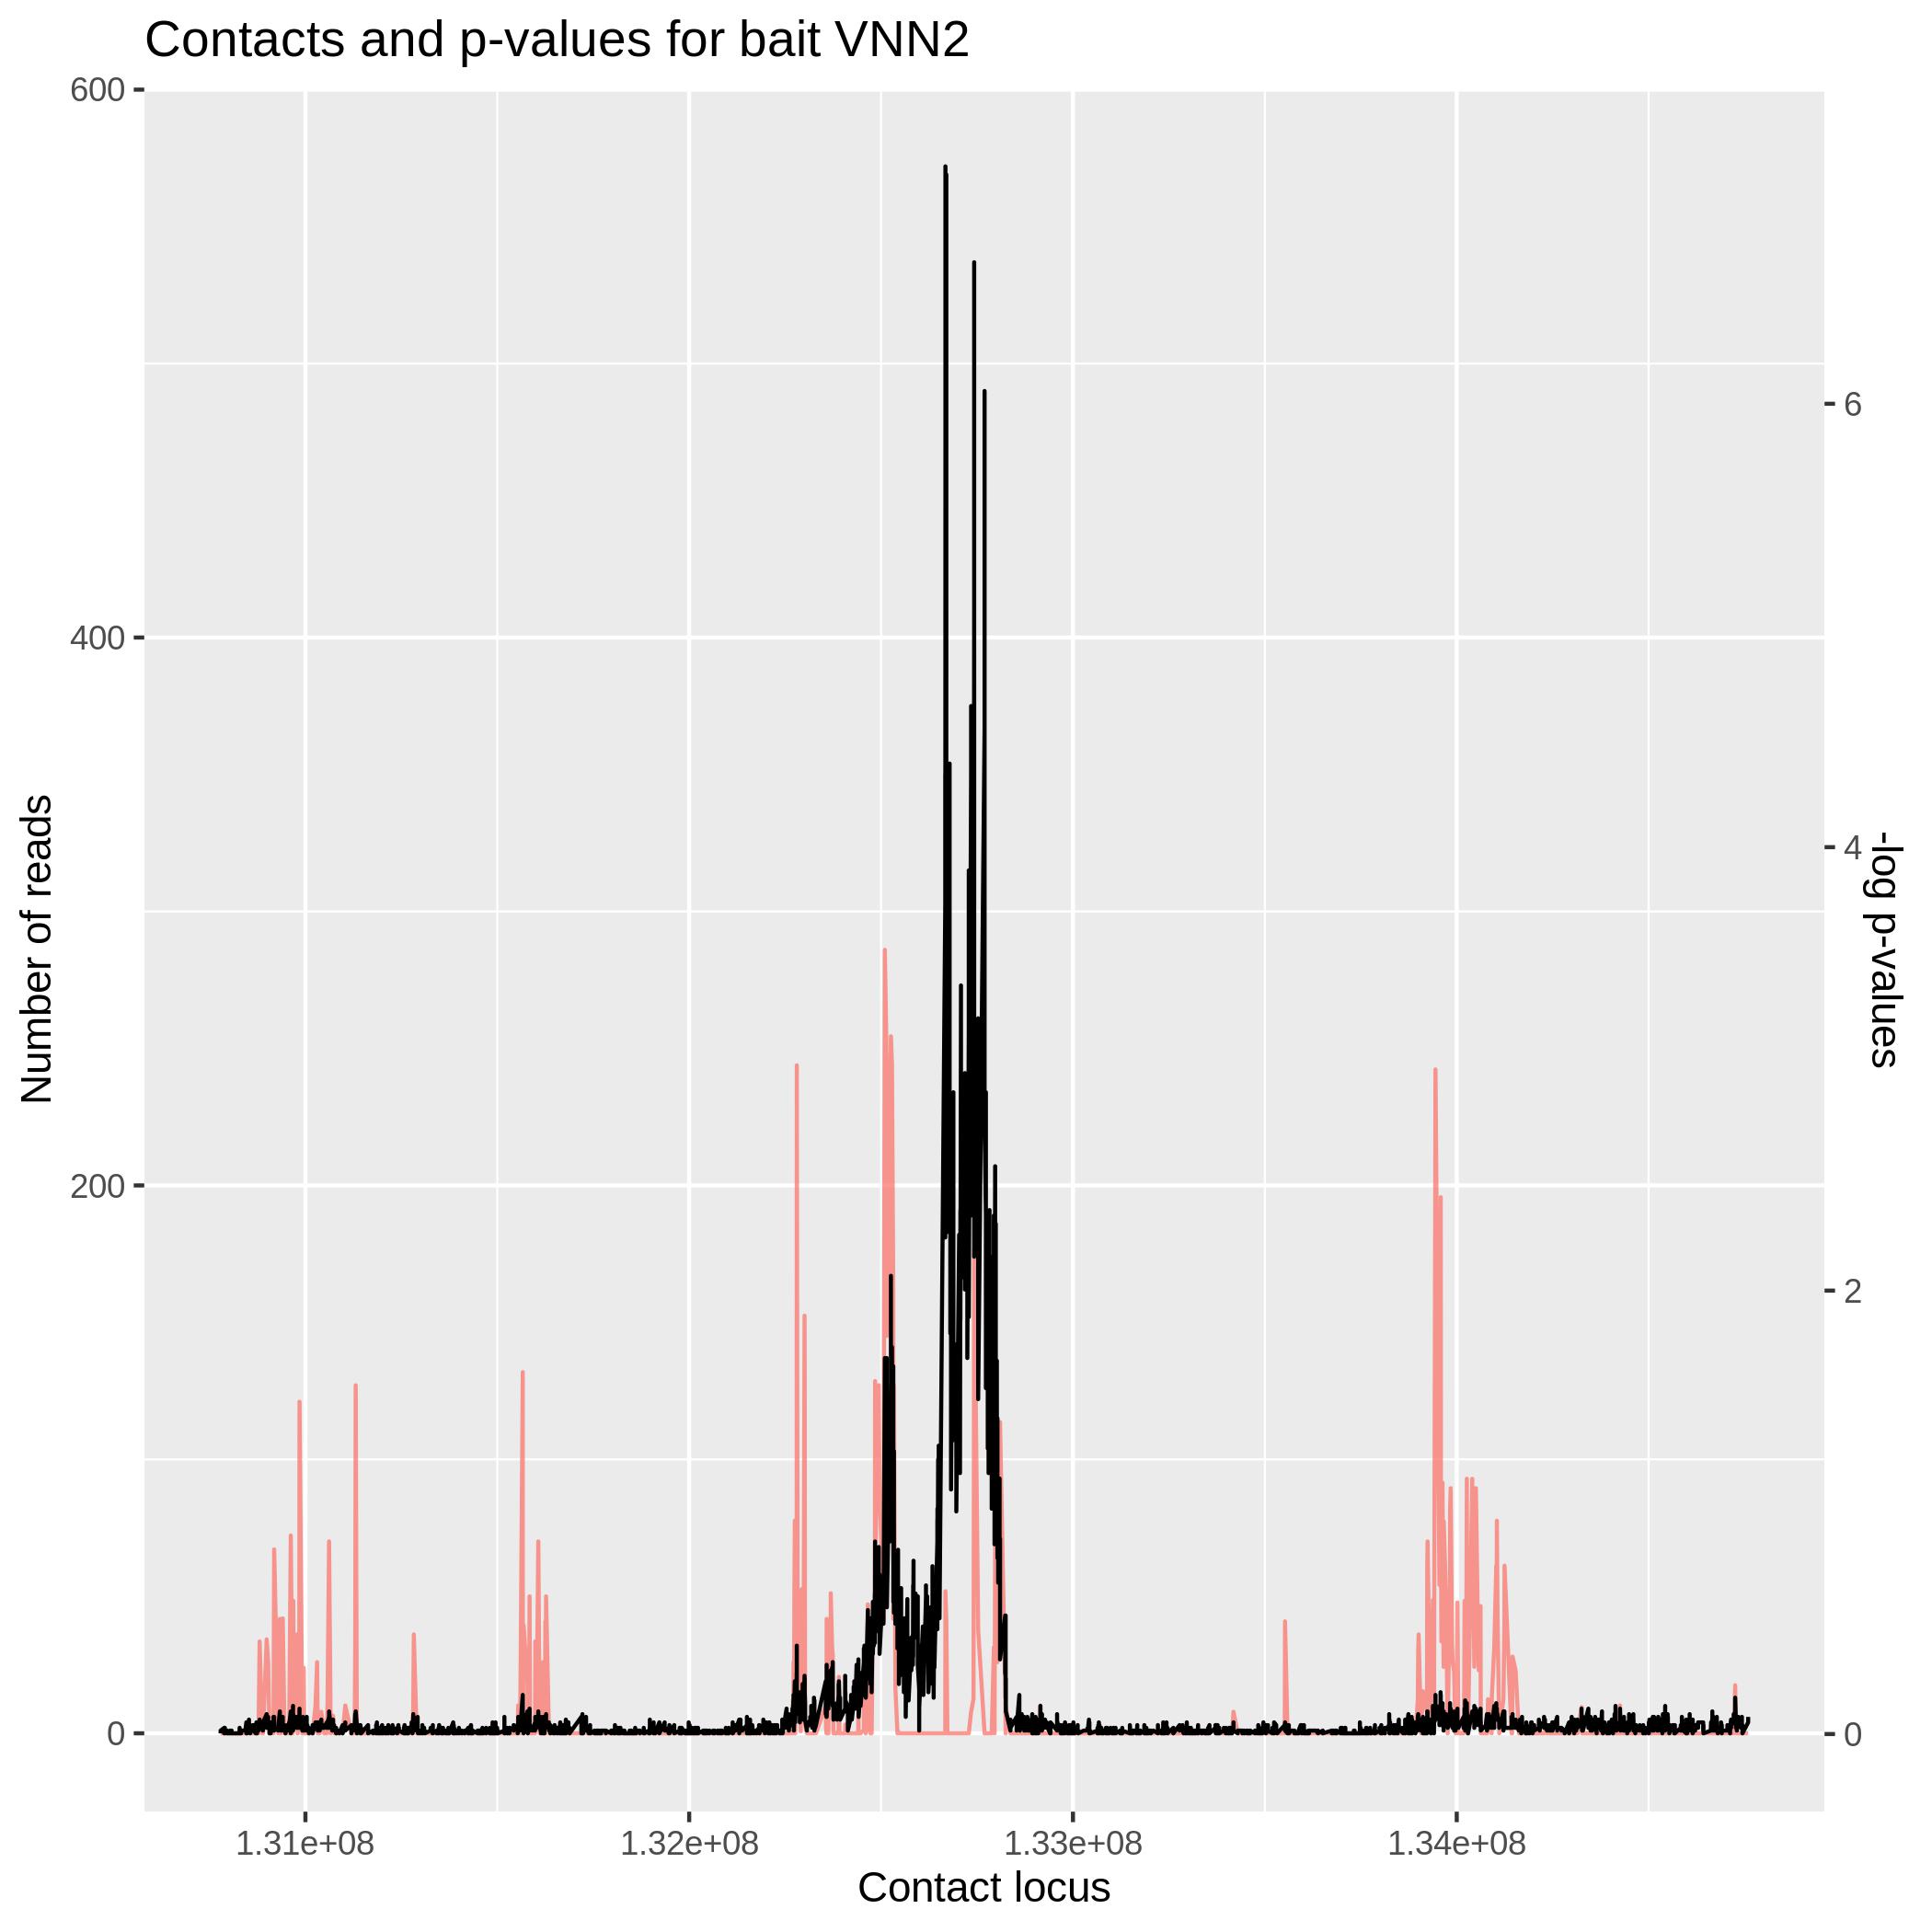 Contacts and p-values for bait VNN2
600
400
200
0
Number of reads
6
4
2
0
-log p-values
1.31e+08
1.32e+08
1.33e+08
1.34e+08
Contact locus